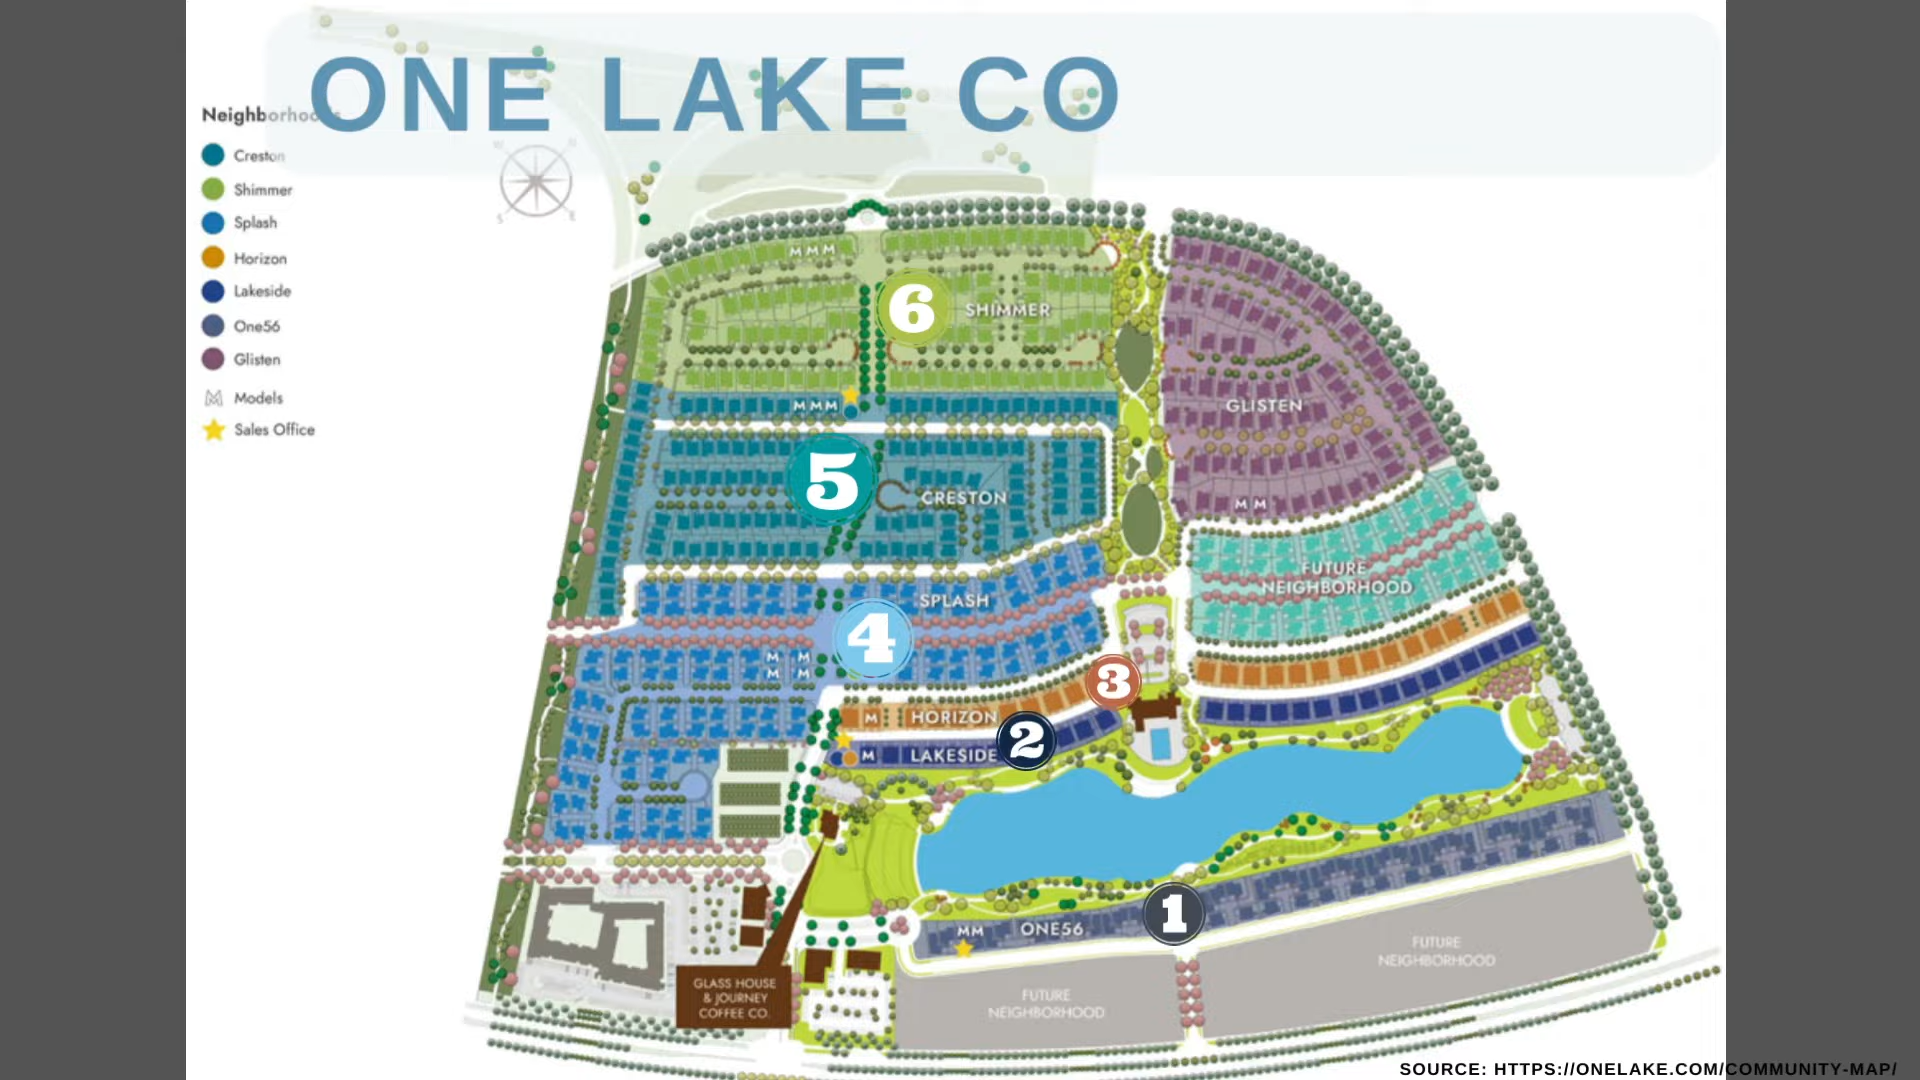 ONE LAKE CO
Neighborhoods
Creston
Shimmer
Splash
Horizon
Lakeside
One56
Glisten
M Models
Sales Office
W N
S E
M M M
6
SHIMMER
GLISTEN
M M M
5
CRESTON
M M
FUTURE
NEIGHBORHOOD
SPLASH
4
M M
M M
3
M HORIZON
2
M LAKESIDE
1
MM ONE56
FUTURE
NEIGHBORHOOD
GLASS HOUSE
& JOURNEY
COFFEE CO.
FUTURE
NEIGHBORHOOD
SOURCE: HTTPS://ONELAKE.COM/COMMUNITY-MAP/